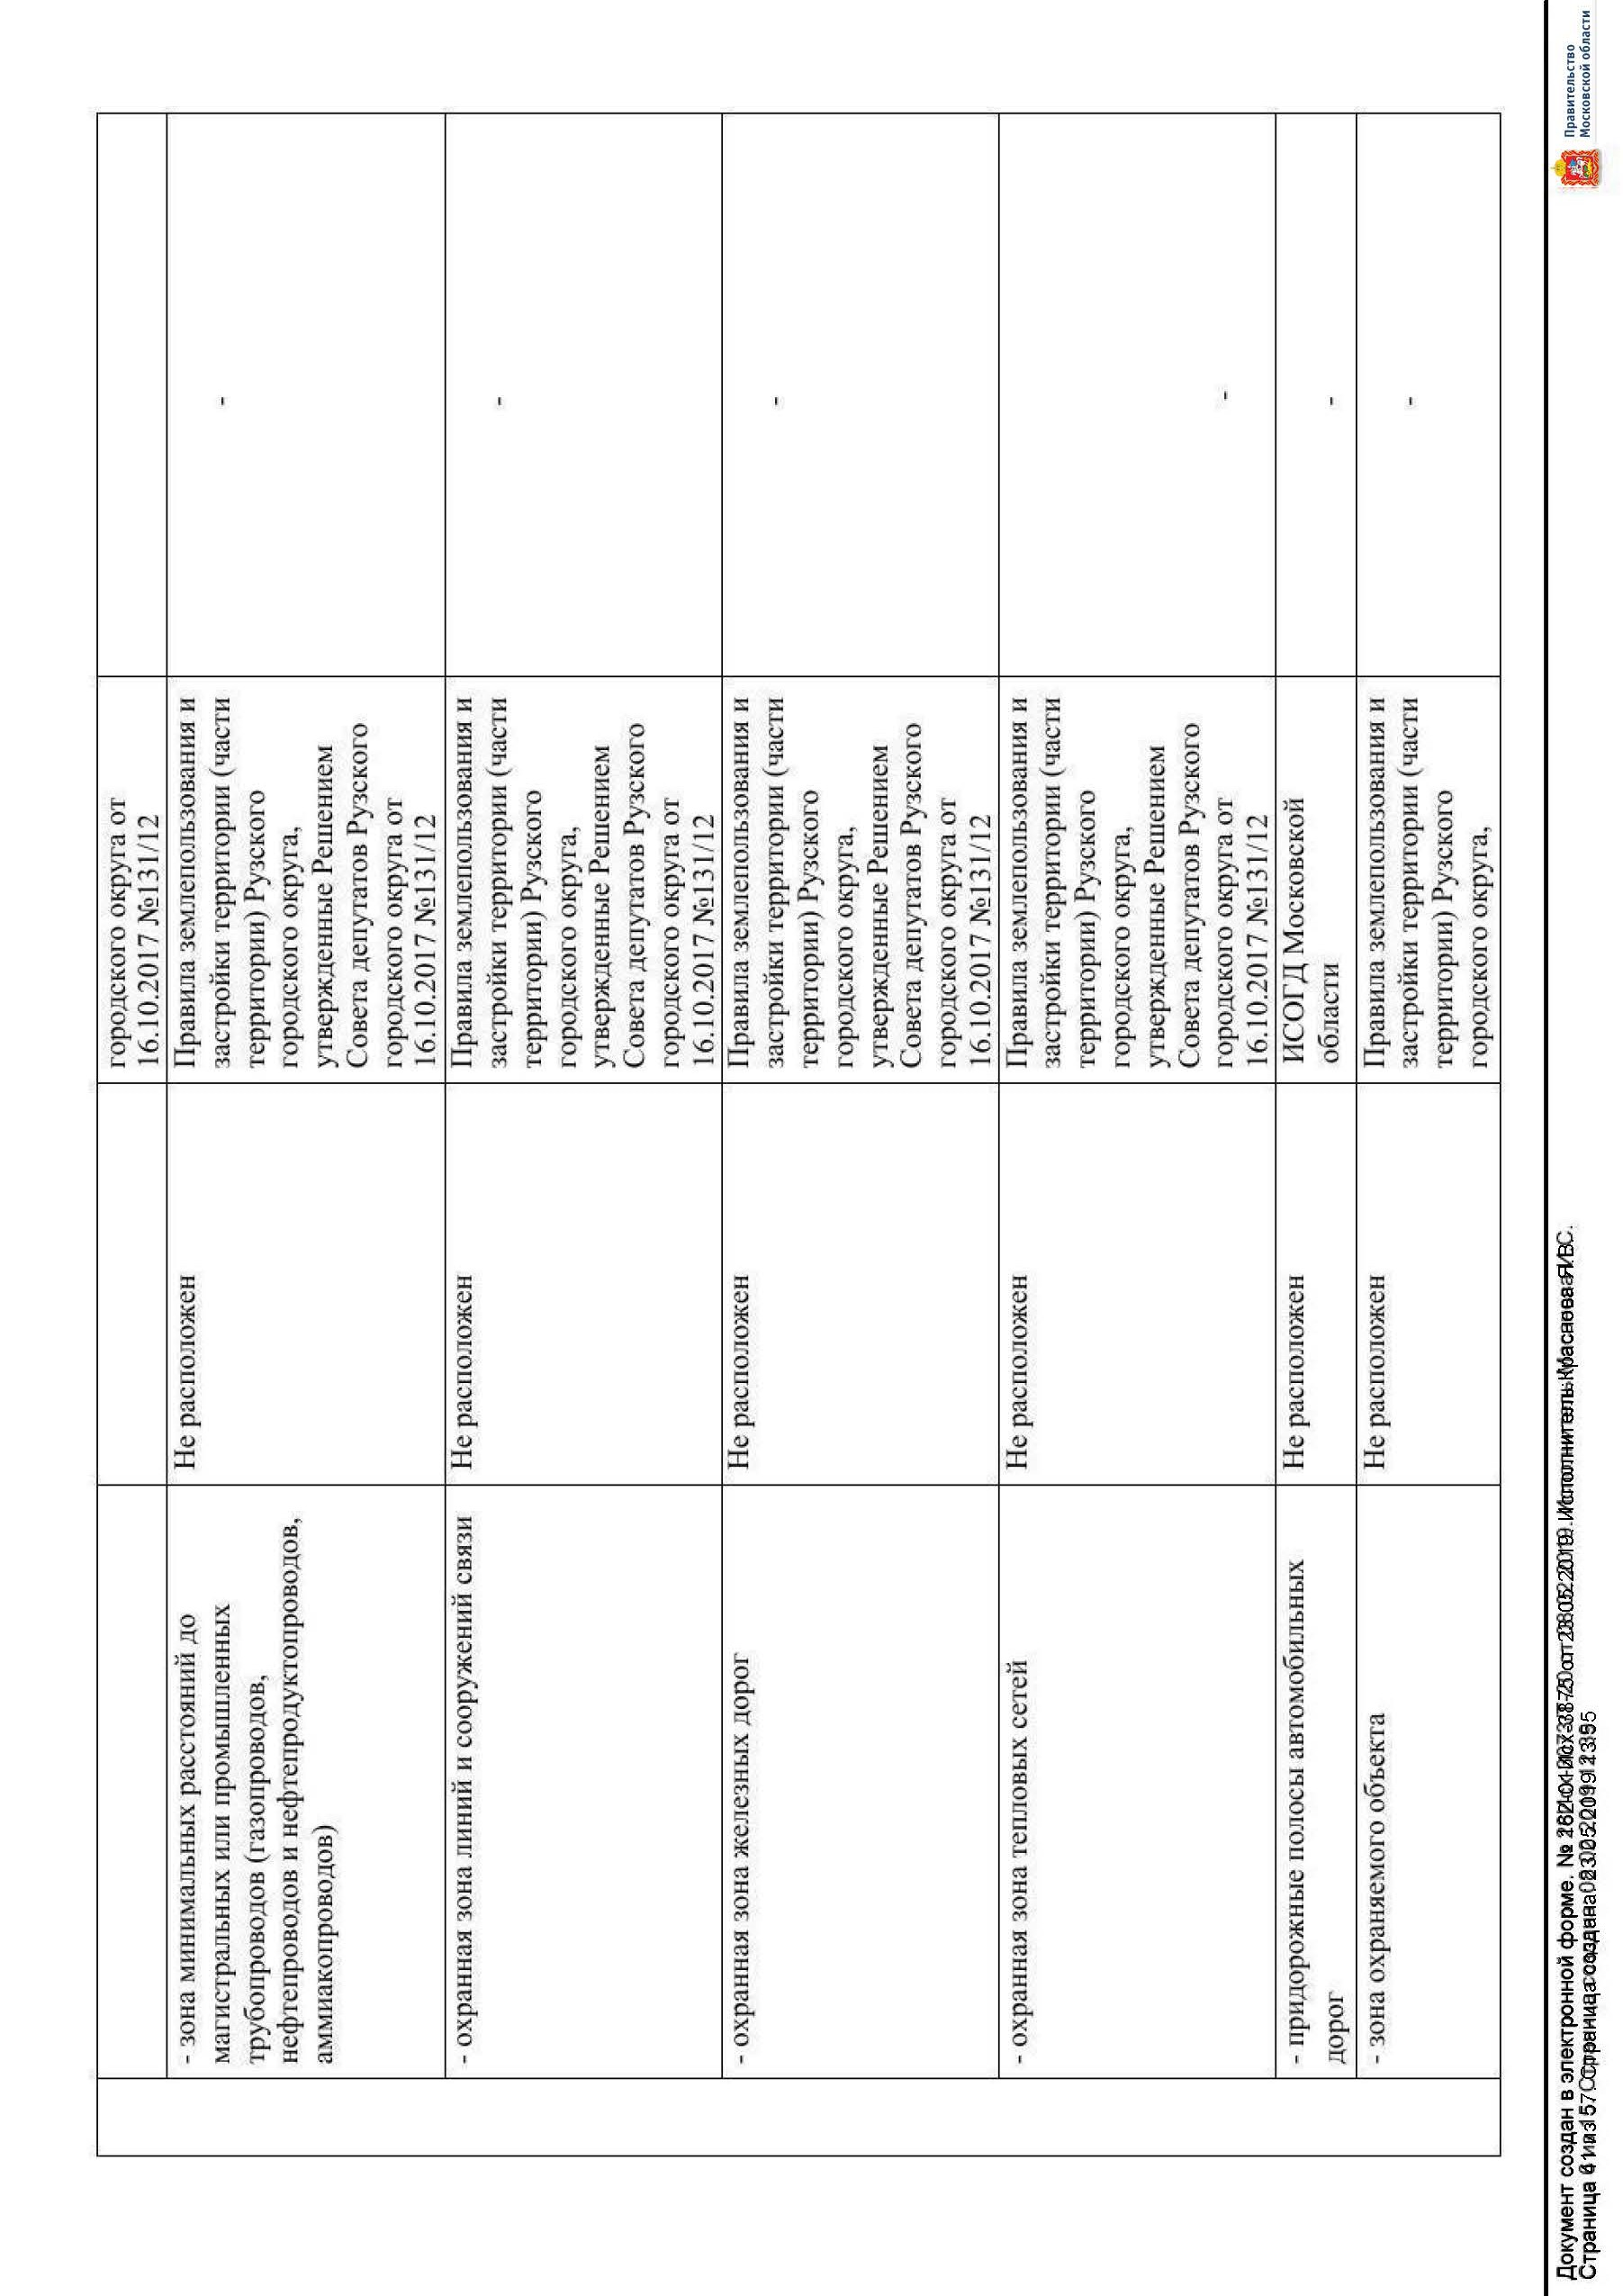 городского округа от
16.10.2017 №131/12
- зона минимальных расстояний до
магистральных или промышленных
трубопроводов (газопроводов,
нефтепроводов и нефтепродуктопроводов,
аммиакопроводов)
Не расположен
Правила землепользования и
застройки территории (части
территории) Рузского
городского округа,
утвержденные Решением
Совета депутатов Рузского
городского округа от
16.10.2017 №131/12
-
- охранная зона линий и сооружений связи
Не расположен
Правила землепользования и
застройки территории (части
территории) Рузского
городского округа,
утвержденные Решением
Совета депутатов Рузского
городского округа от
16.10.2017 №131/12
-
- охранная зона железных дорог
Не расположен
Правила землепользования и
застройки территории (части
территории) Рузского
городского округа,
утвержденные Решением
Совета депутатов Рузского
городского округа от
16.10.2017 №131/12
-
- охранная зона тепловых сетей
Не расположен
Правила землепользования и
застройки территории (части
территории) Рузского
городского округа,
утвержденные Решением
Совета депутатов Рузского
городского округа от
16.10.2017 №131/12
-
- придорожные полосы автомобильных
дорог
Не расположен
ИСОГД Московской
области
-
- зона охраняемого объекта
Не расположен
Правила землепользования и
застройки территории (части
территории) Рузского
городского округа,
-
Документ создан в электронной форме. № от Исполнитель:
Страница из Страница создана:
Правительство
Московской области